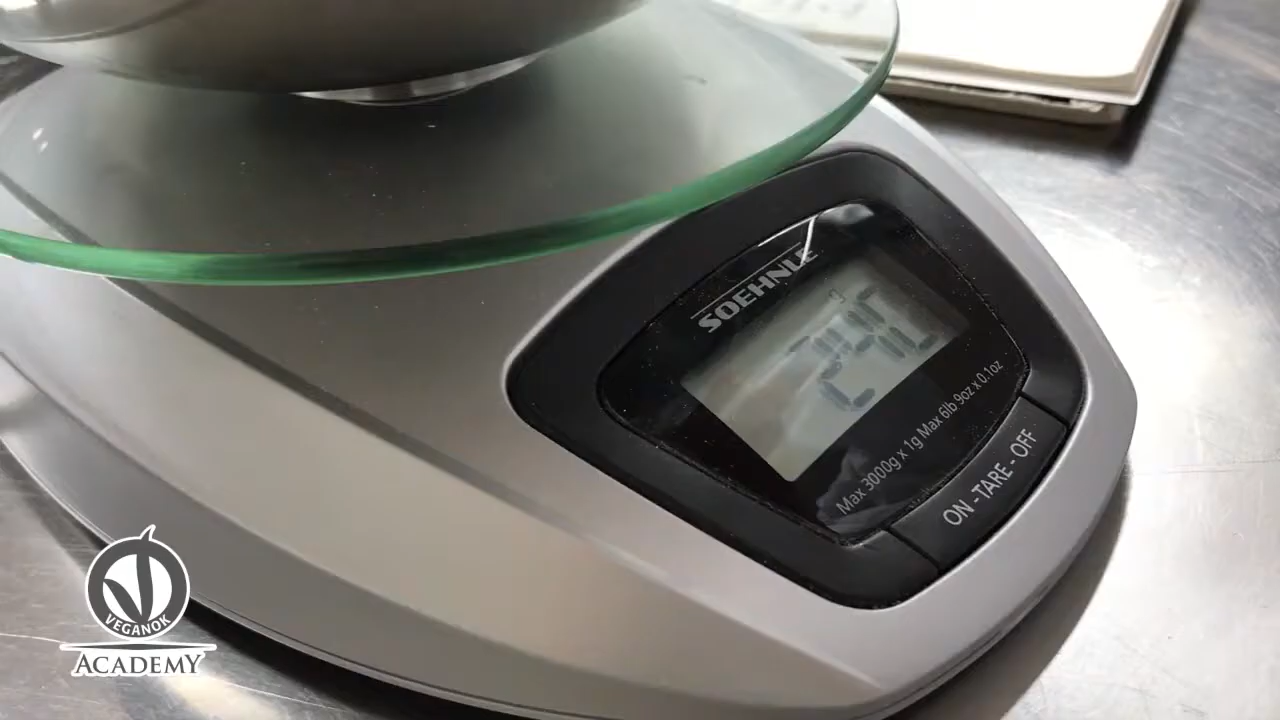 SOEHNLE
g
Max 3000g x 1g Max 6lb 9oz x 0.1oz
ON - TARE - OFF
VEGANOK
ACADEMY